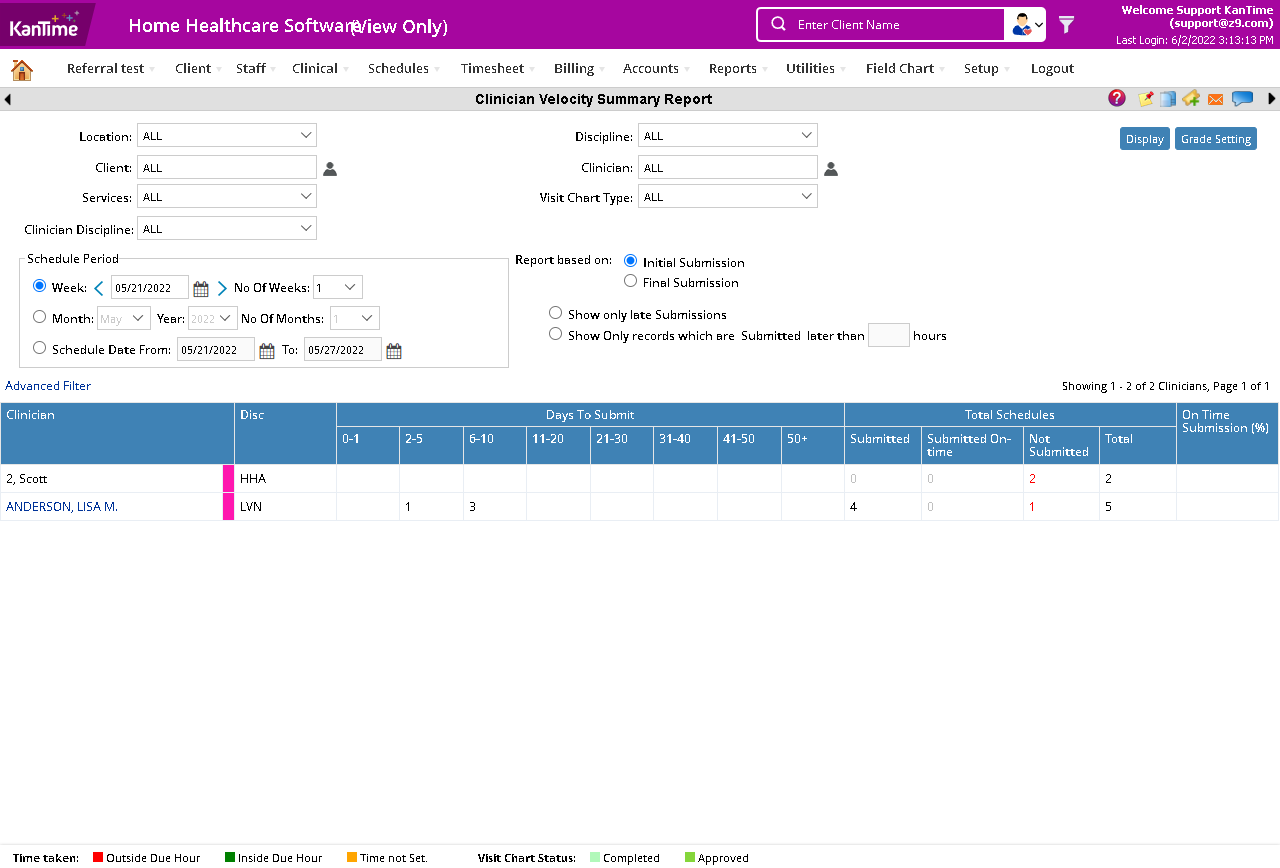 KanTime
Home Healthcare Software (View Only)
Enter Client Name
Welcome Support KanTime
(support@z9.com)
Last Login: 6/2/2022 3:13:13 PM
Referral test Client Staff Clinical Schedules Timesheet Billing Accounts Reports Utilities Field Chart Setup Logout
Clinician Velocity Summary Report
Location: ALL Discipline: ALL Display Grade Setting
Client: ALL Clinician: ALL
Services: ALL Visit Chart Type: ALL
Clinician Discipline: ALL
Schedule Period Report based on: Initial Submission
Final Submission
Week: 05/21/2022 No Of Weeks: 1
Month: May Year: 2022 No Of Months: 1 Show only late Submissions
Show Only records which are Submitted later than hours
Schedule Date From: 05/21/2022 To: 05/27/2022
Advanced Filter Showing 1 - 2 of 2 Clinicians, Page 1 of 1
Clinician Disc Days To Submit Total Schedules On Time
Submission (%)
0-1 2-5 6-10 11-20 21-30 31-40 41-50 50+ Submitted Submitted On- Not Total
time Submitted
2, Scott HHA 0 0 2 2
ANDERSON, LISA M. LVN 1 3 4 0 1 5
Time taken: Outside Due Hour Inside Due Hour Time not Set. Visit Chart Status: Completed Approved